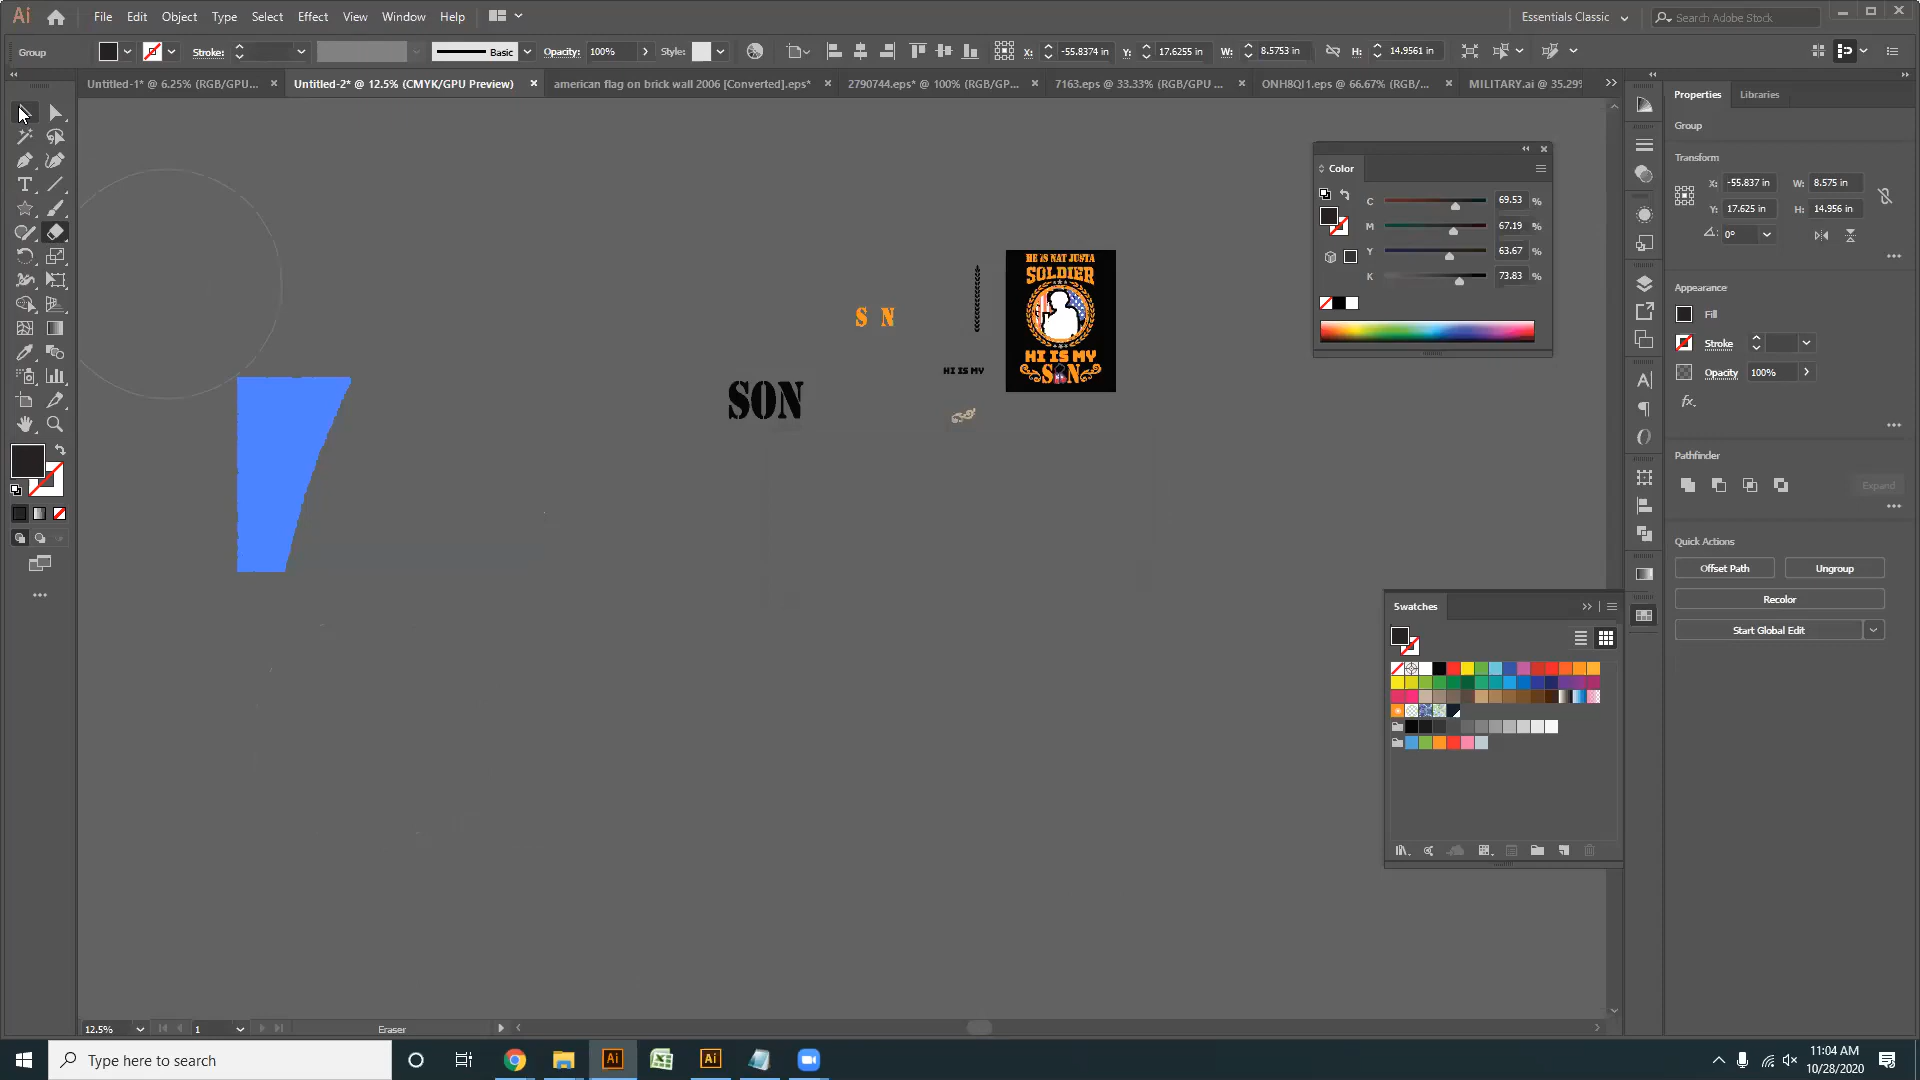 Ai File Edit Object Type Select Effect View Window Help Essentials Classic Search Adobe Stock
Group Stroke: Basic Opacity: 100% Style: X: -55.8374 in Y: 17.6255 in W: 8.5753 in H: 14.9561 in
Untitled-1* @ 6.25% (RGB/GPU... Untitled-2* @ 12.5% (CMYK/GPU Preview) american flag on brick wall 2006 [Converted].eps* 2790744.eps* @ 100% (RGB/GP... 7163.eps @ 33.33% (RGB/GPU ... ONH8QJ1.eps @ 66.67% (RGB/... MILITARY.ai @ 35.29%
Properties Libraries
Group
Transform
X: -55.837 in W: 8.575 in
Y: 17.625 in H: 14.956 in
0°
Appearance
Fill
Stroke
Opacity 100%
fx.
Pathfinder
Expand
Quick Actions
Offset Path Ungroup
Recolor
Start Global Edit
Color
C 69.53 %
M 67.19 %
Y 63.67 %
K 73.83 %
HE iS NAT JUSTA
SOLDIER
HI IS MY
SON
S N
HI IS MY
SON
Swatches
12.5% 1 Eraser
Type here to search
Ai Ai
11:04 AM
10/28/2020